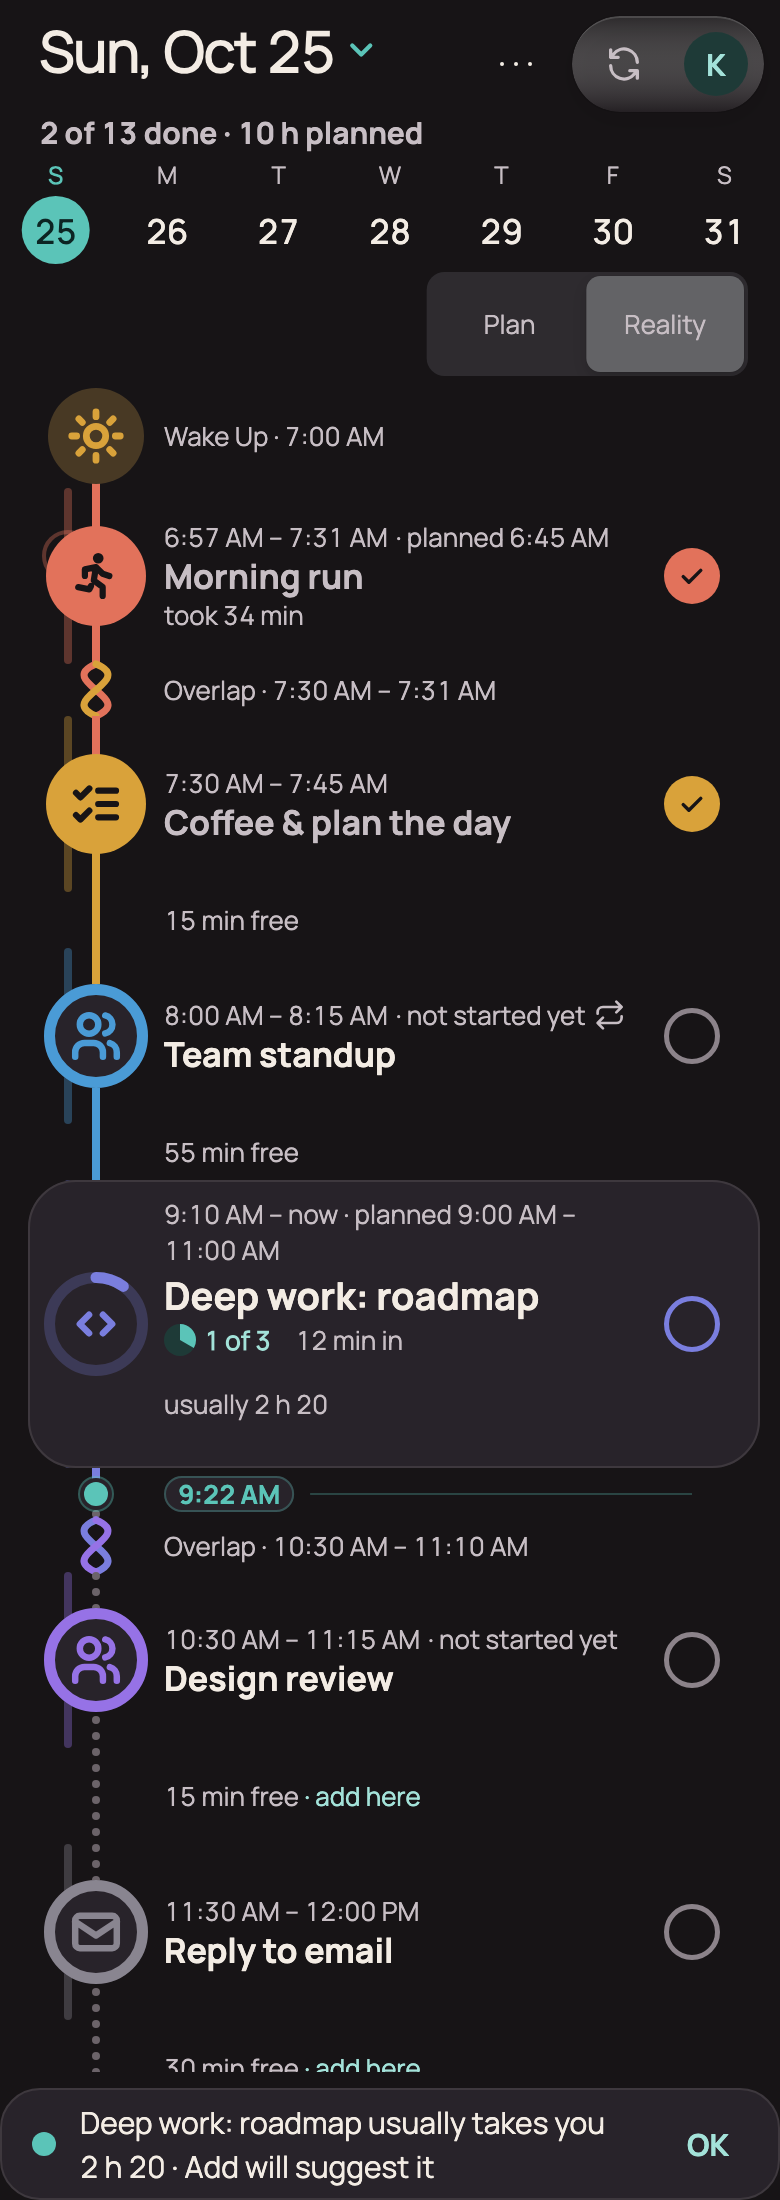 Sun, Oct 25
...
K
2 of 13 done · 10 h planned
S M T W T F S
25 26 27 28 29 30 31
Plan Reality
Wake Up · 7:00 AM
6:57 AM – 7:31 AM · planned 6:45 AM
Morning run
took 34 min
Overlap · 7:30 AM – 7:31 AM
7:30 AM – 7:45 AM
Coffee & plan the day
15 min free
8:00 AM – 8:15 AM · not started yet
Team standup
55 min free
9:10 AM – now · planned 9:00 AM –
11:00 AM
Deep work: roadmap
1 of 3 12 min in
usually 2 h 20
9:22 AM
Overlap · 10:30 AM – 11:10 AM
10:30 AM – 11:15 AM · not started yet
Design review
15 min free · add here
11:30 AM – 12:00 PM
Reply to email
30 min free · add here
Deep work: roadmap usually takes you
2 h 20 · Add will suggest it
OK